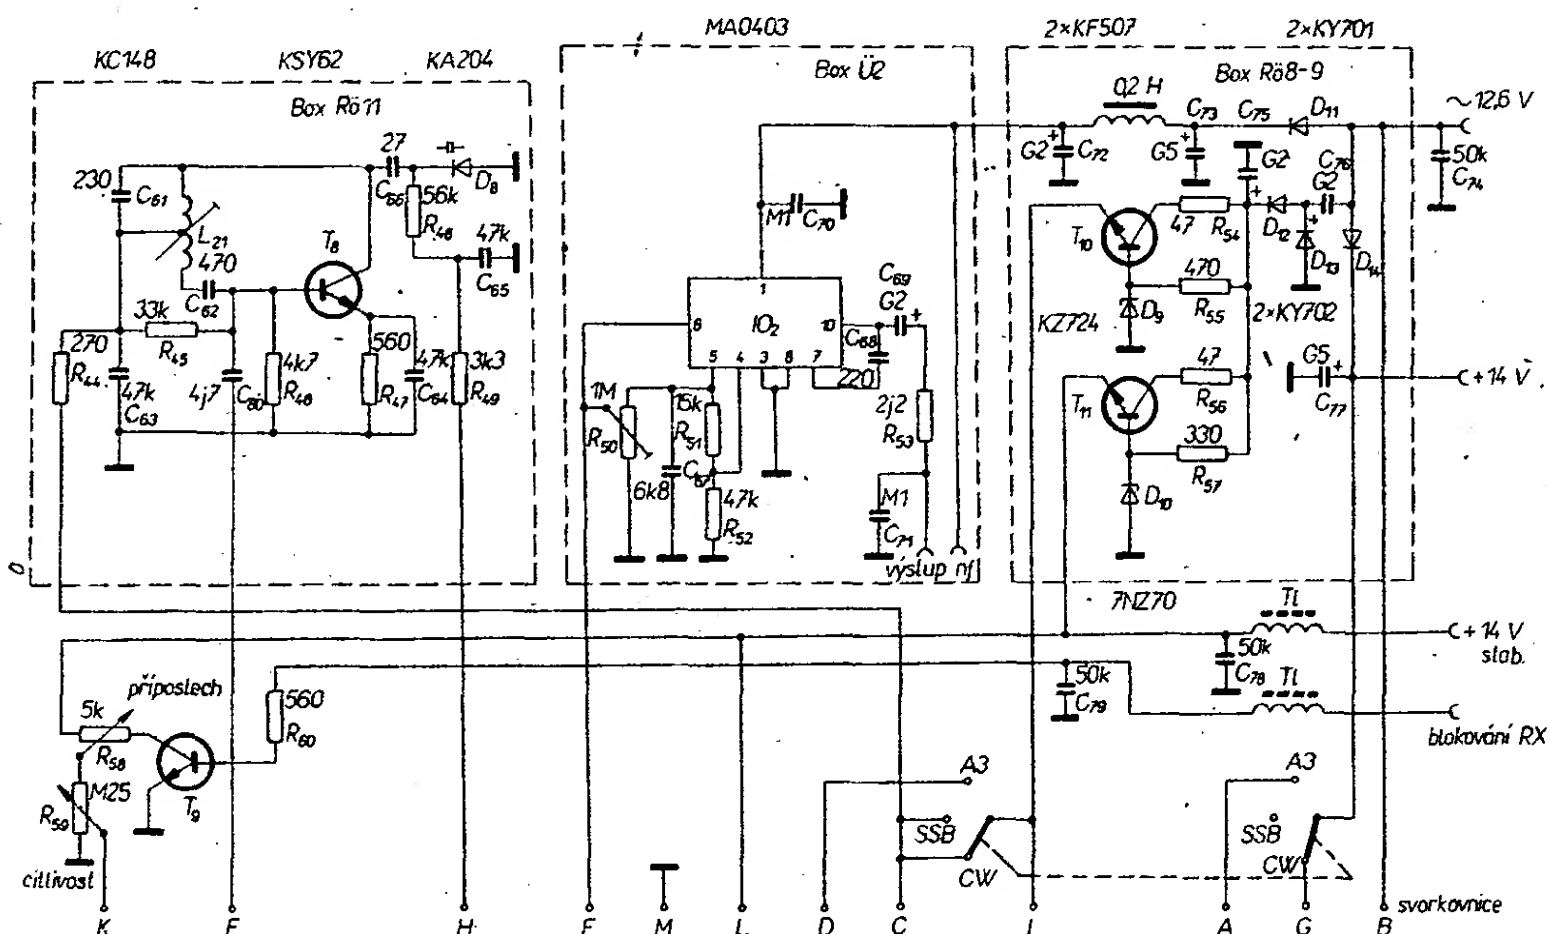 KC148 KSY62 KA204
MA0403
2×KF507 2×KY701
Box Rö11
Box Ü2
Box Rö8-9
0,2 H
~12,6 V
27
230
C61
C66
56k
R46
D8
L21
470
C62
T8
47k
C65
33k
R45
270
R44
47k
C63
4j7
C80
4k7
R46
560
R47
47k
C64
3k3
R49
M1
C70
1
6 IO2 10
5 4 3 8 7
C69
G2
C68
220
1M
R50
15k
R51
6k8
C67
47k
R52
2j2
R53
M1
C71
výstup nf
G2
C72
C73
G5
C75
G2
D11
C76
G2
50k
C74
T10
47
R54
D12
D13
D14
470
R55
KZ724
D9
2×KY702
T11
47
R56
G5
C77
+14 V
330
R57
D10
7NZ70
Tl
+14 V
stab.
50k
C78
Tl
50k
C79
blokování RX
příposlech
5k
R58
560
R60
M25
R59
T9
citlivost
A3
SSB
CW
A3
SSB
CW
svorkovnice
K F H F M L D C I A G B